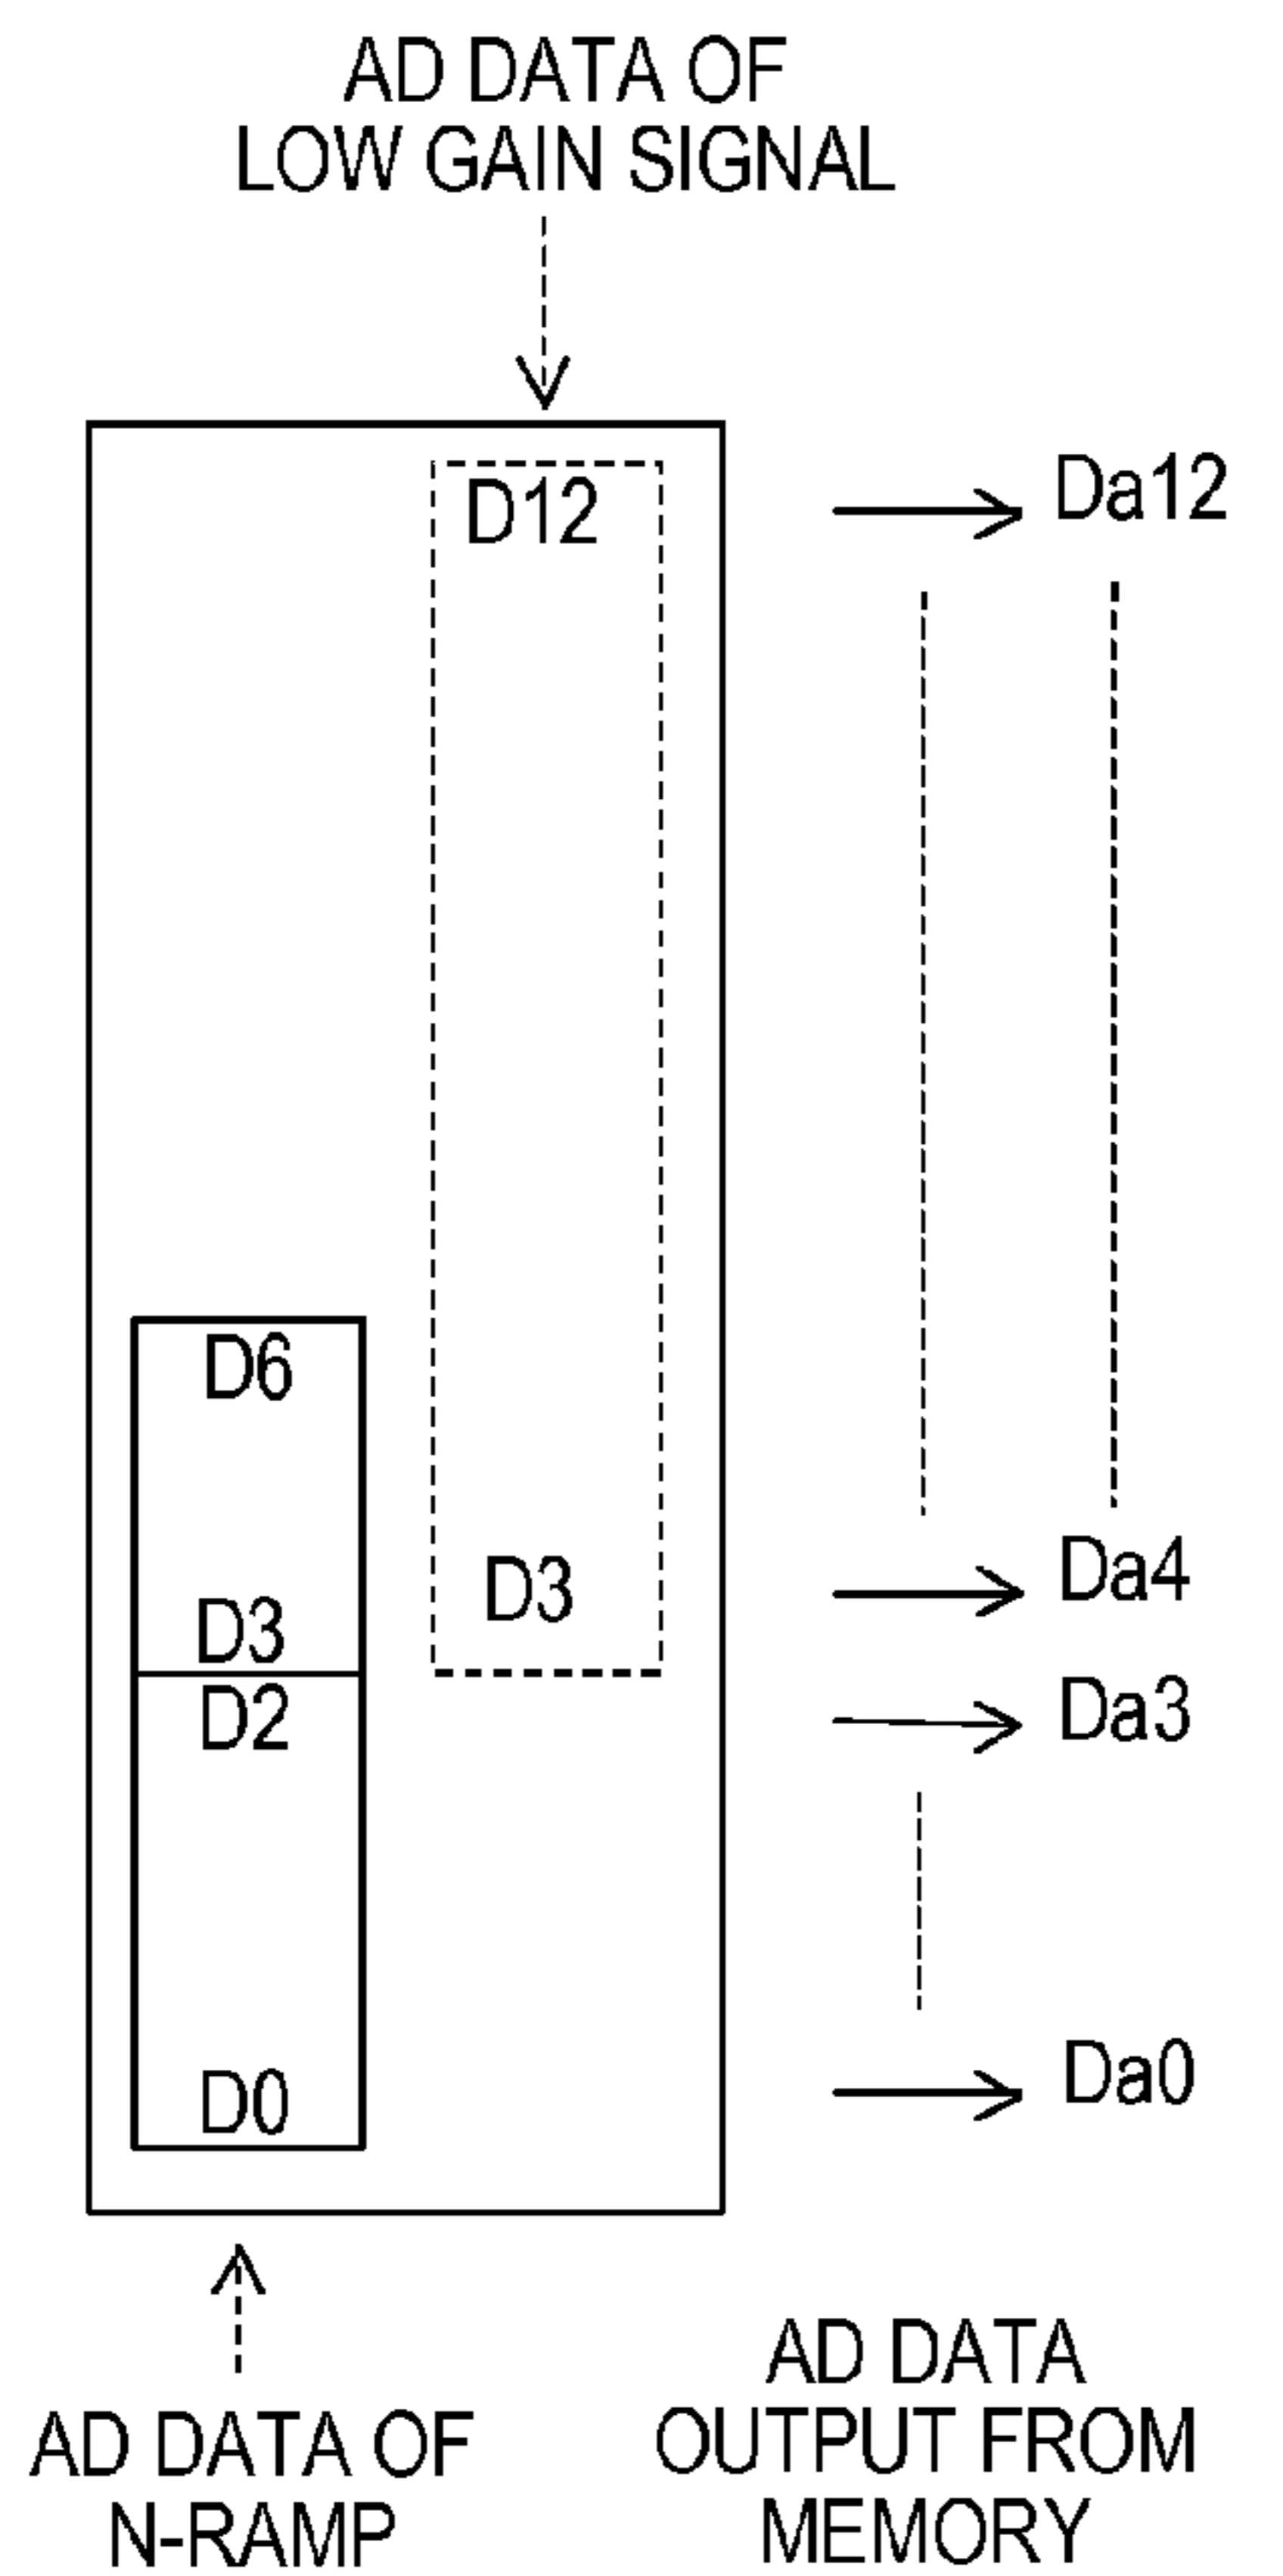 AD DATA OF
LOW GAIN SIGNAL
D12
Da12
D6
D3
Da4
D3
D2
Da3
D0
Da0
AD DATA OF
N-RAMP
AD DATA
OUTPUT FROM
MEMORY